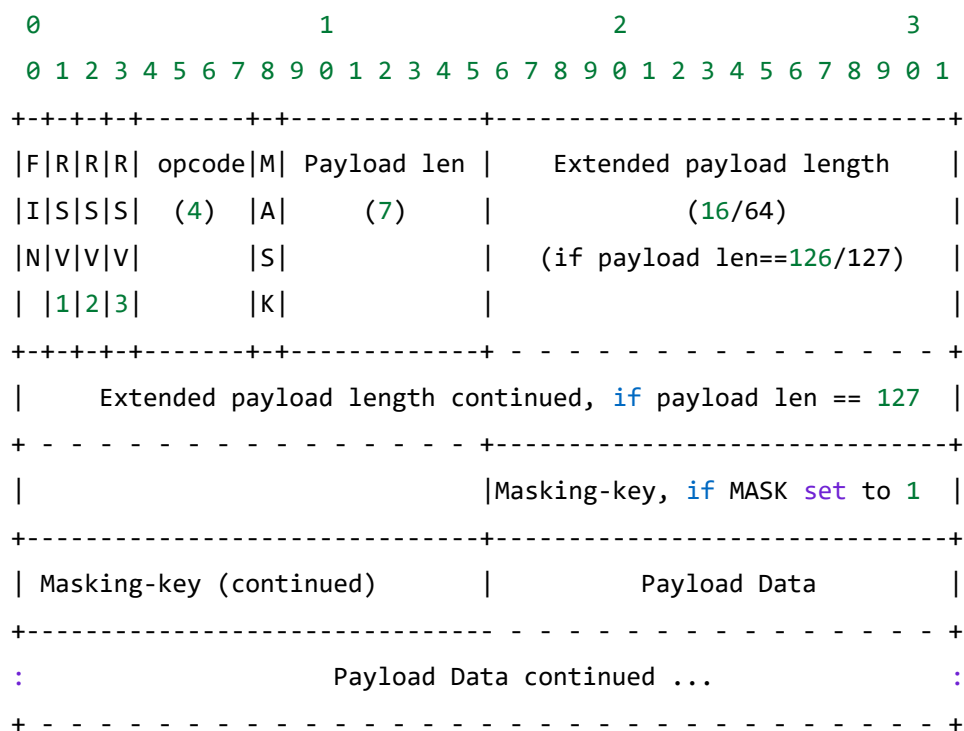 0                   1                   2                   3
 0 1 2 3 4 5 6 7 8 9 0 1 2 3 4 5 6 7 8 9 0 1 2 3 4 5 6 7 8 9 0 1
+-+-+-+-+-------+-+-------------+-------------------------------+
|F|R|R|R| opcode|M| Payload len |    Extended payload length    |
|I|S|S|S|  (4)  |A|     (7)     |             (16/64)           |
|N|V|V|V|       |S|             |   (if payload len==126/127)   |
| |1|2|3|       |K|             |                               |
+-+-+-+-+-------+-+-------------+ - - - - - - - - - - - - - - - +
|     Extended payload length continued, if payload len == 127  |
+ - - - - - - - - - - - - - - - +-------------------------------+
|                               |Masking-key, if MASK set to 1  |
+-------------------------------+-------------------------------+
| Masking-key (continued)       |          Payload Data         |
+-------------------------------- - - - - - - - - - - - - - - - +
:                     Payload Data continued ...                :
+ - - - - - - - - - - - - - - - - - - - - - - - - - - - - - - - +